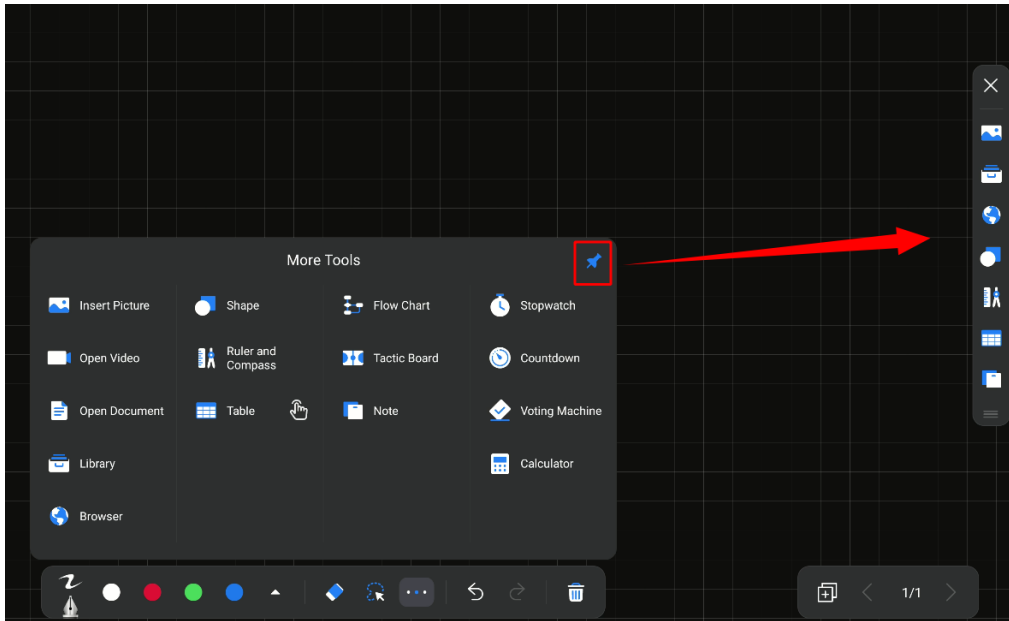 More Tools
Insert Picture
Shape
Flow Chart
Stopwatch
Open Video
Ruler and
Compass
Tactic Board
Countdown
Open Document
Table
Note
Voting Machine
Library
Calculator
Browser
1/1